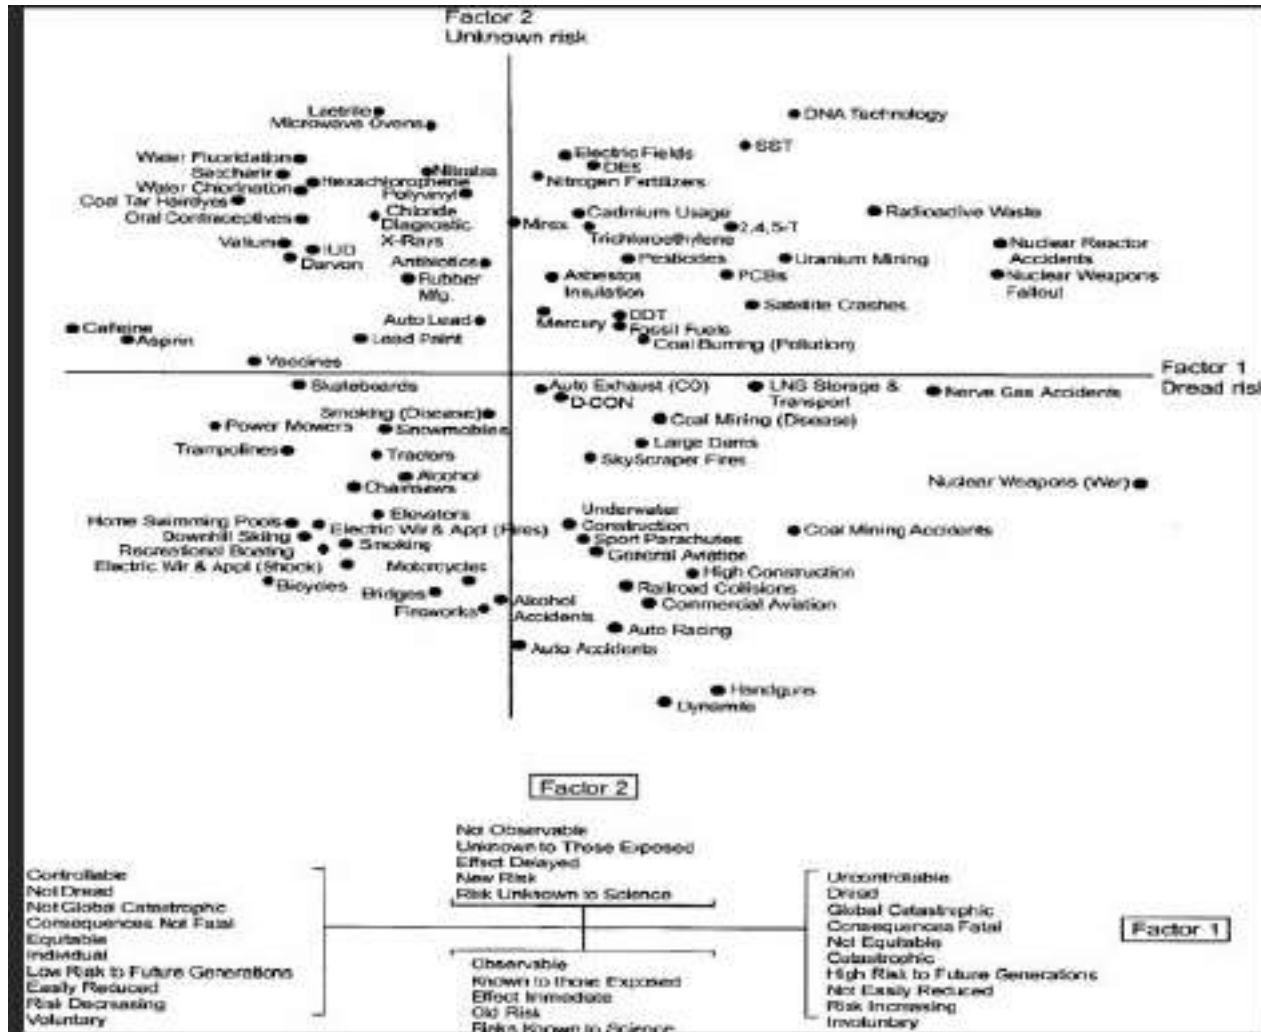 Factor 2
Unknown risk
Laetrile
Microwave Ovens
DNA Technology
SST
Water Fluoridation
Saccharin
Nitrates
Electric Fields
DES
Nitrogen Fertilizers
Water Chlorination
Hexachlorophene
Coal Tar Hairdyes
Polyvinyl
Chloride
Oral Contraceptives
Diagnostic
X-Rays
Mirex
Cadmium Usage
Trichloroethylene
2,4,5-T
Radioactive Waste
Valium
IUD
Darvon
Antibiotics
Rubber
Mfg.
Pesticides
Asbestos
Insulation
PCBs
Uranium Mining
Nuclear Reactor
Accidents
Nuclear Weapons
Fallout
Satellite Crashes
Caffeine
Aspirin
Auto Lead
Lead Paint
Mercury
DDT
Fossil Fuels
Coal Burning (Pollution)
Vaccines
Factor 1
Dread risk
Skateboards
Auto Exhaust (CO)
D-CON
LNG Storage &
Transport
Nerve Gas Accidents
Smoking (Disease)
Snowmobiles
Power Mowers
Coal Mining (Disease)
Trampolines
Tractors
Large Dams
SkyScraper Fires
Alcohol
Chainsaws
Nuclear Weapons (War)
Elevators
Home Swimming Pools
Electric Wir & Appl (Fires)
Underwater
Construction
Downhill Skiing
Smoking
Sport Parachutes
Coal Mining Accidents
Recreational Boating
General Aviation
Electric Wir & Appl (Shock)
Motorcycles
High Construction
Bicycles
Bridges
Railroad Collisions
Fireworks
Alcohol
Accidents
Commercial Aviation
Auto Racing
Auto Accidents
Handguns
Dynamite
Factor 2
Not Observable
Unknown to Those Exposed
Effect Delayed
New Risk
Risk Unknown to Science
Controllable
Not Dread
Not Global Catastrophic
Consequences Not Fatal
Equitable
Individual
Low Risk to Future Generations
Easily Reduced
Risk Decreasing
Voluntary
Uncontrollable
Dread
Global Catastrophic
Consequences Fatal
Not Equitable
Catastrophic
High Risk to Future Generations
Not Easily Reduced
Risk Increasing
Involuntary
Factor 1
Observable
Known to those Exposed
Effect Immediate
Old Risk
Risks Known to Science